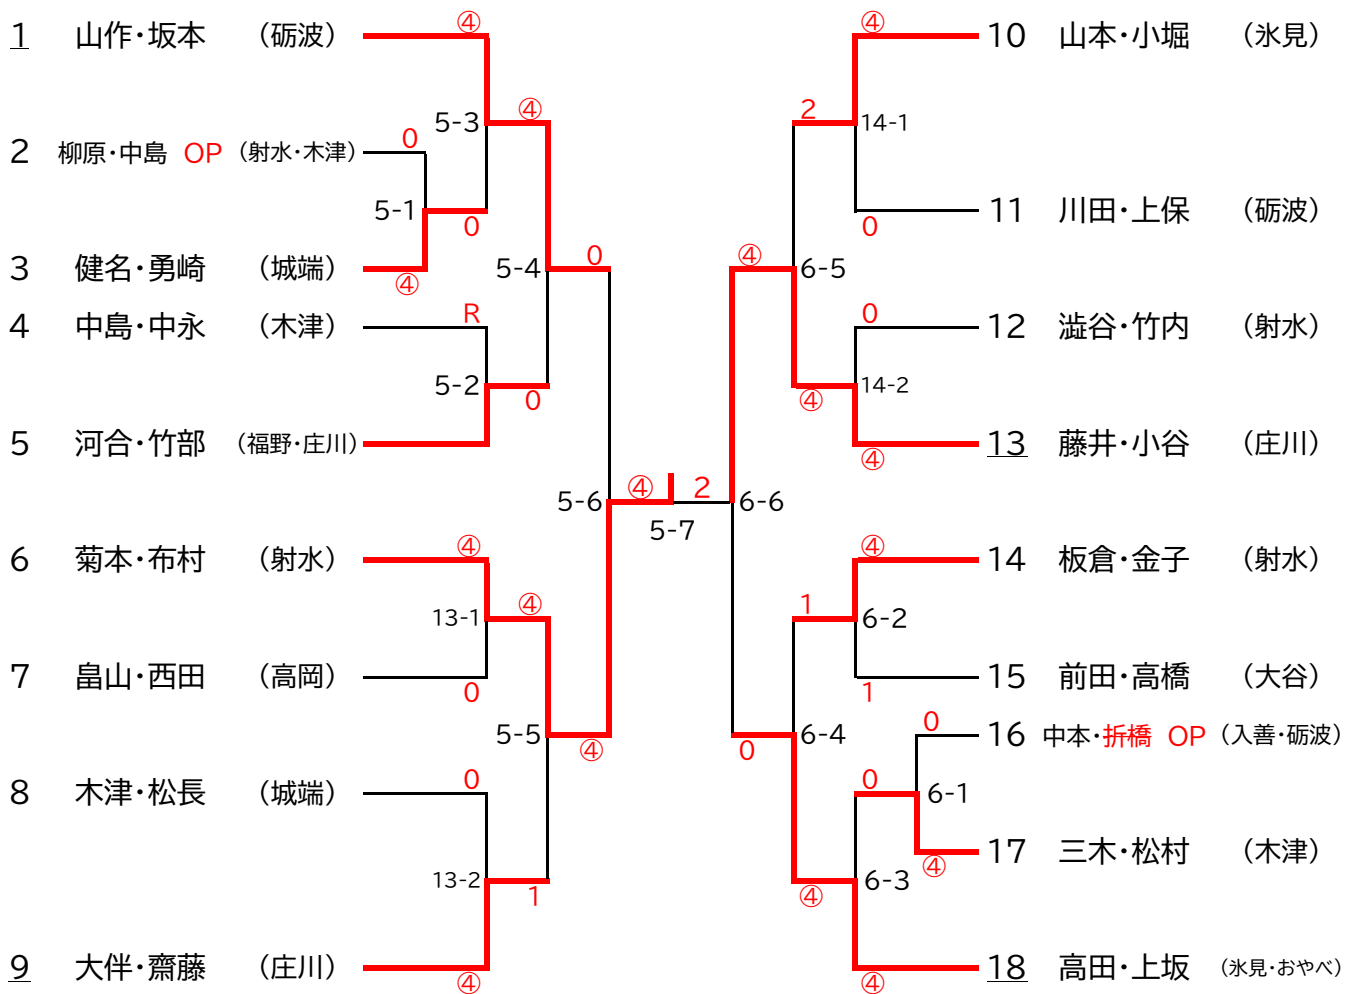 ④ ④
1 山作・坂本 （砺波） 10 山本・小堀 （氷見）
④ 2
5-3 14-1
0
2 柳原・中島 OP （射水・木津）
5-1 11 川田・上保 （砺波）
0 0
0 ④
3 健名・勇崎 （城端） 5-4 6-5
④
R 0
4 中島・中永 （木津） 12 澁谷・竹内 （射水）
5-2 14-2
0 ④
5 河合・竹部 （福野・庄川） 13 藤井・小谷 （庄川）
④
④ 2
5-6 6-6
5-7
④ ④
6 菊本・布村 （射水） 14 板倉・金子 （射水）
④ 1
13-1 6-2
7 畠山・西田 （高岡） 15 前田・高橋 （大谷）
0 1
0
5-5 6-4 16 中本・折橋 OP （入善・砺波）
④ 0
0 0
8 木津・松長 （城端） 6-1
17 三木・松村 （木津）
④
13-2 6-3
1 ④
9 大伴・齋藤 （庄川） 18 高田・上坂 （氷見・おやべ）
④ ④